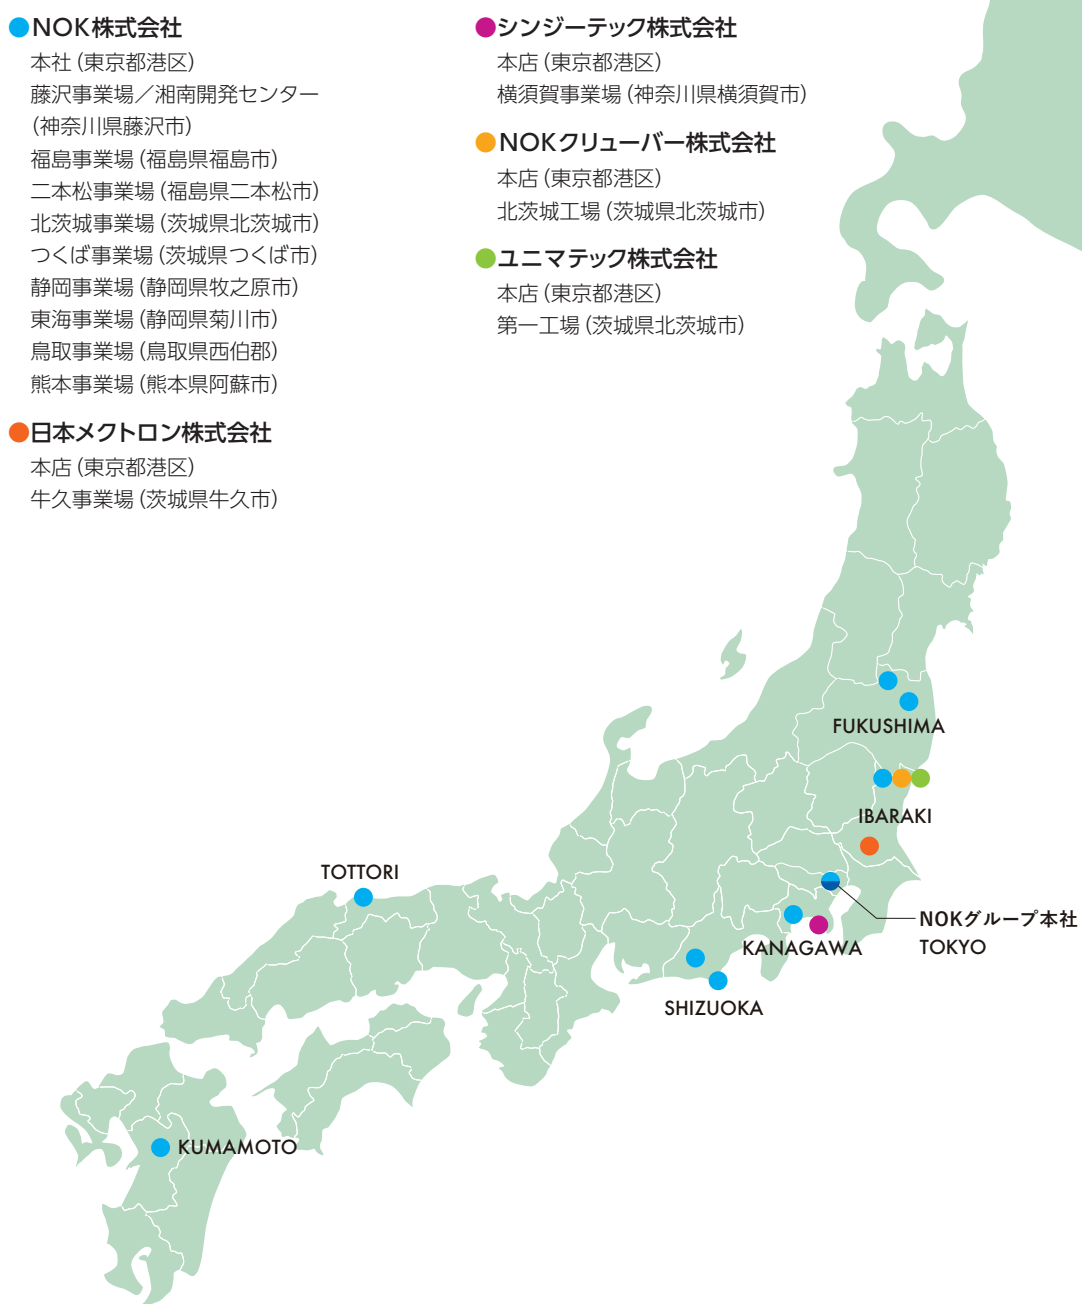 NOK株式会社
本社（東京都港区）
藤沢事業場／湘南開発センター
（神奈川県藤沢市）
福島事業場（福島県福島市）
二本松事業場（福島県二本松市）
北茨城事業場（茨城県北茨城市）
つくば事業場（茨城県つくば市）
静岡事業場（静岡県牧之原市）
東海事業場（静岡県菊川市）
鳥取事業場（鳥取県西伯郡）
熊本事業場（熊本県阿蘇市）
日本メクトロン株式会社
本店（東京都港区）
牛久事業場（茨城県牛久市）
シンジーテック株式会社
本店（東京都港区）
横須賀事業場（神奈川県横須賀市）
NOKクリューバー株式会社
本店（東京都港区）
北茨城工場（茨城県北茨城市）
ユニマテック株式会社
本店（東京都港区）
第一工場（茨城県北茨城市）
FUKUSHIMA
IBARAKI
TOTTORI
NOKグループ本社
TOKYO
KANAGAWA
SHIZUOKA
KUMAMOTO